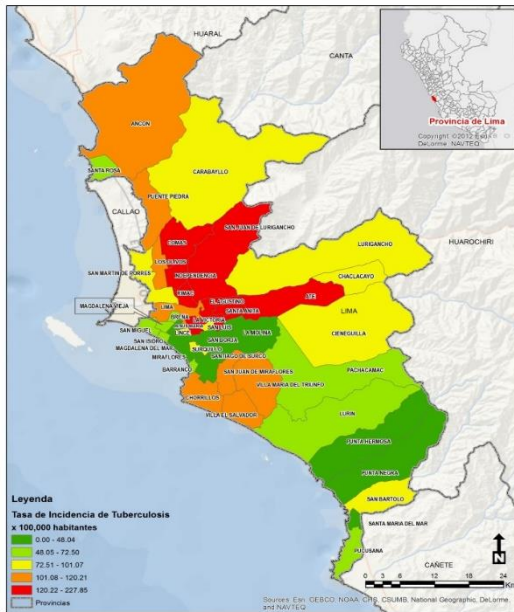 HUARAL
CANTA
ANCON
SANTA ROSA
CARABAYLLO
PUENTE PIEDRA
CALLAO
SAN JUAN DE LURIGANCHO
COMAS
LURIGANCHO
HUAROCHIRI
LOS OLIVOS
SAN MARTIN DE PORRES
INDEPENDENCIA
CHACLACAYO
RIMAC
EL AGUSTINO
ATE
MAGDALENA VIEJA
LIMA
SANTA ANITA
LIMA
BREÑA
LA VICTORIA
SAN LUIS
LINCE
LA MOLINA
CIENEGUILLA
SAN MIGUEL
SAN ISIDRO
SAN BORJA
MAGDALENA DEL MAR
SURQUILLO
SANTIAGO DE SURCO
MIRAFLORES
PACHACAMAC
BARRANCO
SAN JUAN DE MIRAFLORES
VILLA MARIA DEL TRIUNFO
CHORRILLOS
VILLA EL SALVADOR
LURIN
PUNTA HERMOSA
PUNTA NEGRA
SAN BARTOLO
SANTA MARIA DEL MAR
PUCUSANA
CAÑETE
Provincia de Lima
Copyright:©2012 Esri,
DeLorme, NAVTEQ
Leyenda
Tasa de Incidencia de Tuberculosis
x 100,000 habitantes
0.00 - 48.04
48.05 - 72.50
72.51 - 101.07
101.08 - 120.21
120.22 - 227.85
Provincias
N
0 3 6 12 18 24
Km
Sources: Esri, GEBCO, NOAA, CHS, CSUMB, National Geographic, DeLorme,
and NAVTEQ